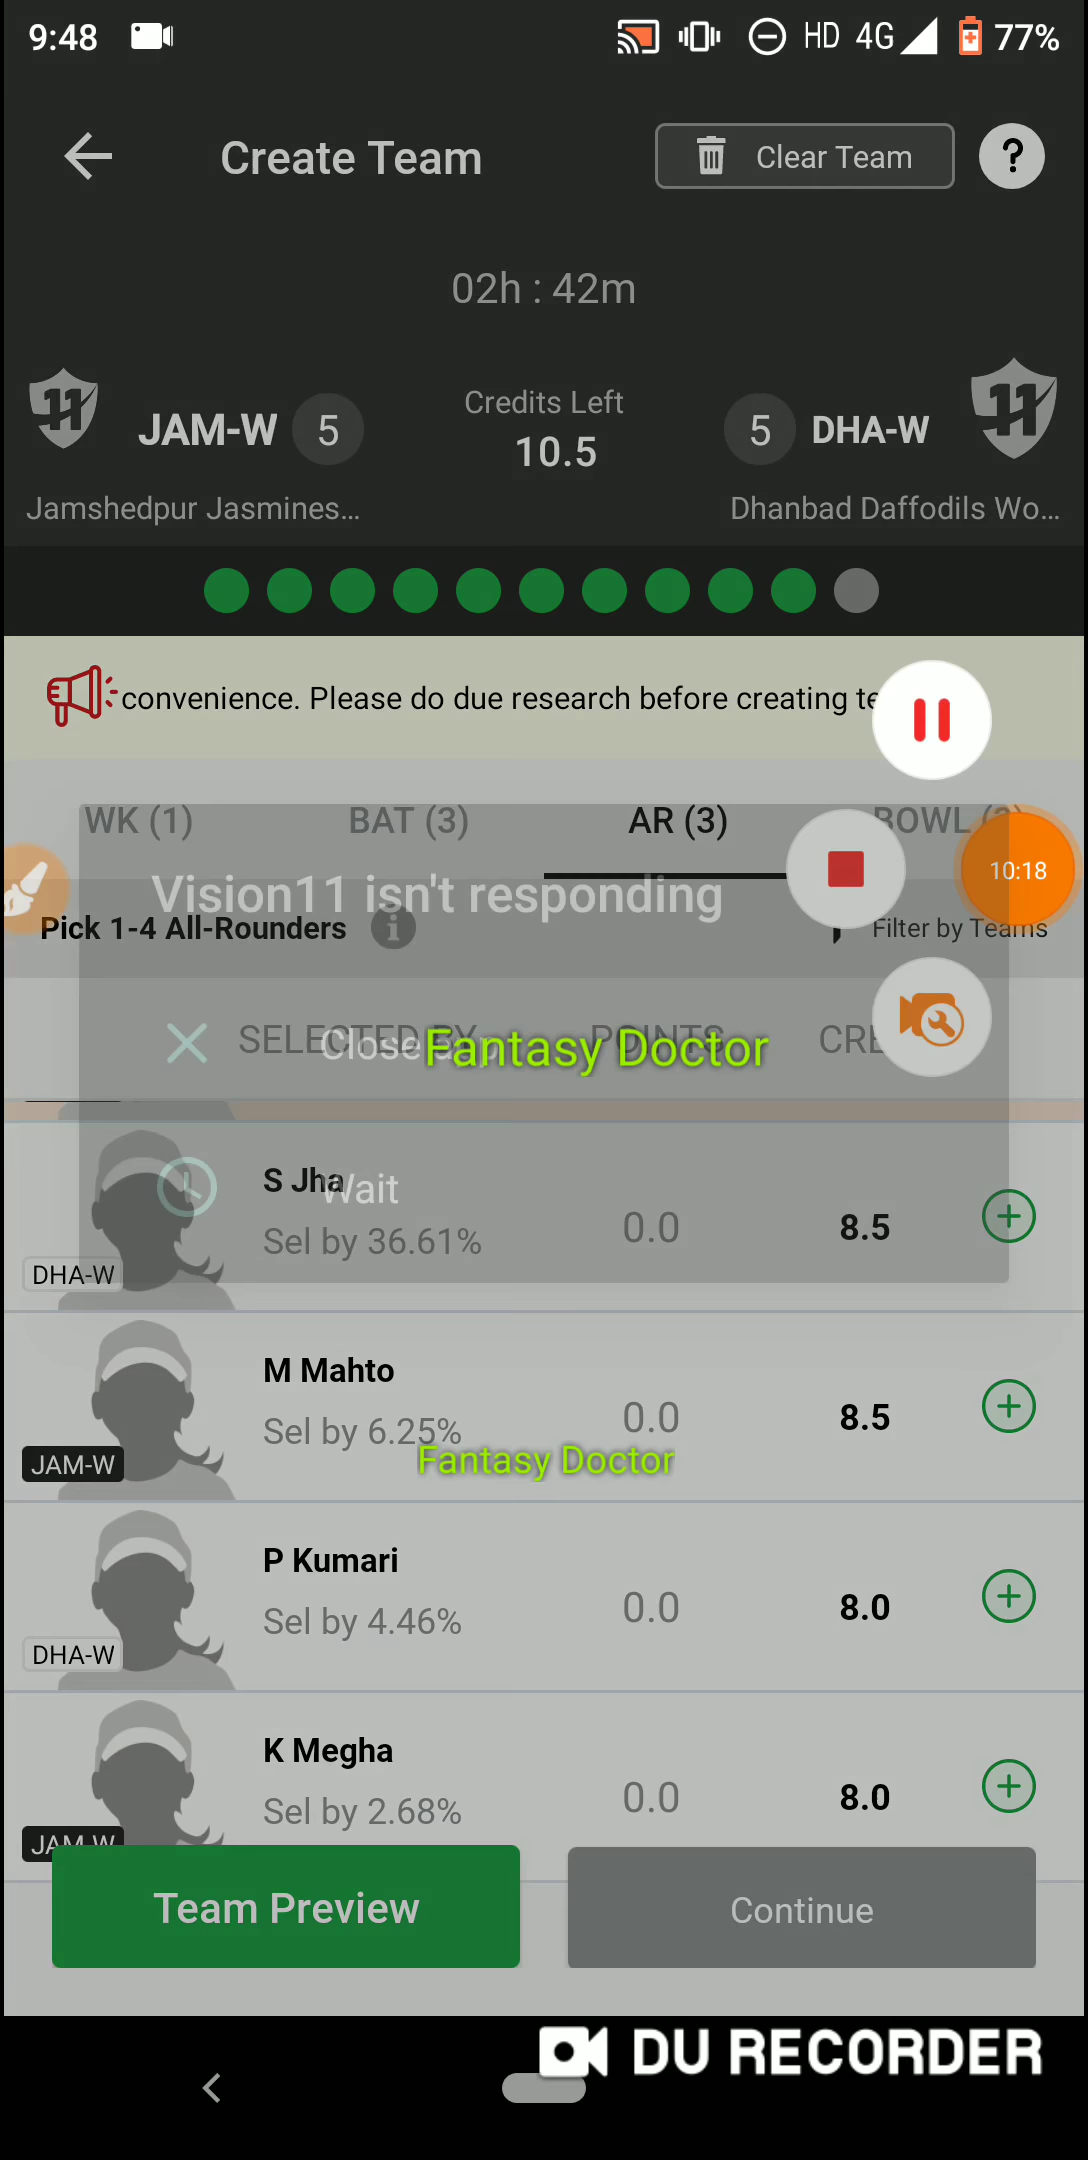 9:48 HD 4G 77%
Create Team Clear Team ?
02h : 42m
JAM-W 5 Credits Left 10.5 5 DHA-W
Jamshedpur Jasmines... Dhanbad Daffodils Wo...
convenience. Please do due research before creating te
WK (1) BAT (3) AR (3) BOWL
Vision11 isn't responding 10:18
Pick 1-4 All-Rounders i Filter by Teams
SELECTED BY POINTS CRE
Close app Fantasy Doctor
S Jha
Wait
Sel by 36.61% 0.0 8.5
DHA-W
M Mahto
Sel by 6.25% 0.0 8.5
JAM-W
Fantasy Doctor
P Kumari
Sel by 4.46% 0.0 8.0
DHA-W
K Megha
Sel by 2.68% 0.0 8.0
JAM-W
Team Preview Continue
DU RECORDER